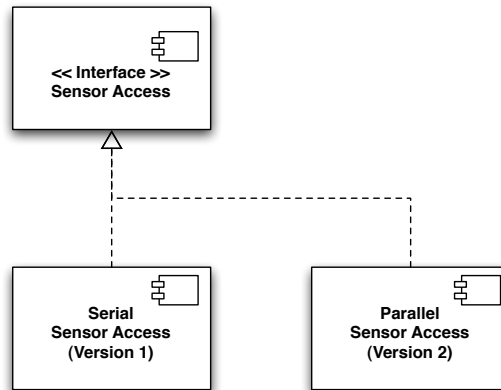 << Interface >>
Sensor Access
Serial
Sensor Access
(Version 1)
Parallel
Sensor Access
(Version 2)